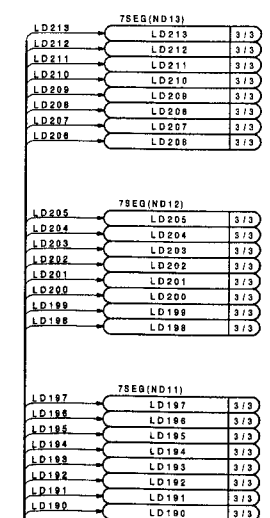 7SEG(ND13)
LD213 LD213 3/3
LD212 LD212 3/3
LD211 LD211 3/3
LD210 LD210 3/3
LD209 LD209 3/3
LD208 LD208 3/3
LD207 LD207 3/3
LD206 LD206 3/3
7SEG(ND12)
LD205 LD205 3/3
LD204 LD204 3/3
LD203 LD203 3/3
LD202 LD202 3/3
LD201 LD201 3/3
LD200 LD200 3/3
LD199 LD199 3/3
LD198 LD198 3/3
7SEG(ND11)
LD197 LD197 3/3
LD196 LD196 3/3
LD195 LD195 3/3
LD194 LD194 3/3
LD193 LD193 3/3
LD192 LD192 3/3
LD191 LD191 3/3
LD190 LD190 3/3